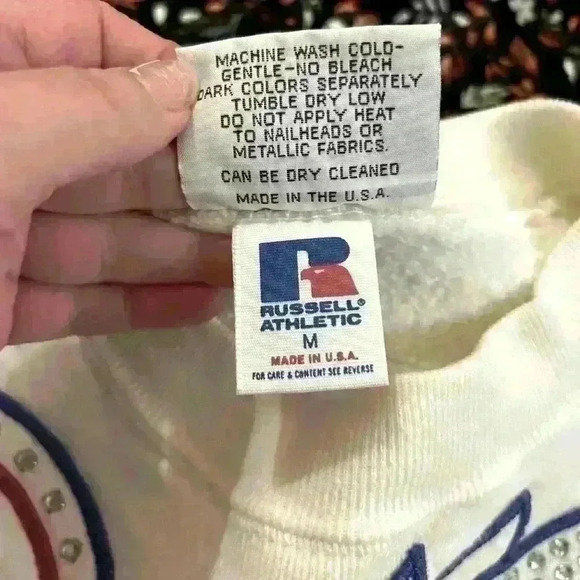 MACHINE WASH COLD-
GENTLE-NO BLEACH
DARK COLORS SEPARATELY
TUMBLE DRY LOW
DO NOT APPLY HEAT
TO NAILHEADS OR
METALLIC FABRICS.
CAN BE DRY CLEANED
MADE IN THE U.S.A.
R
RUSSELL®
ATHLETIC
M
MADE IN U.S.A.
FOR CARE & CONTENT SEE REVERSE